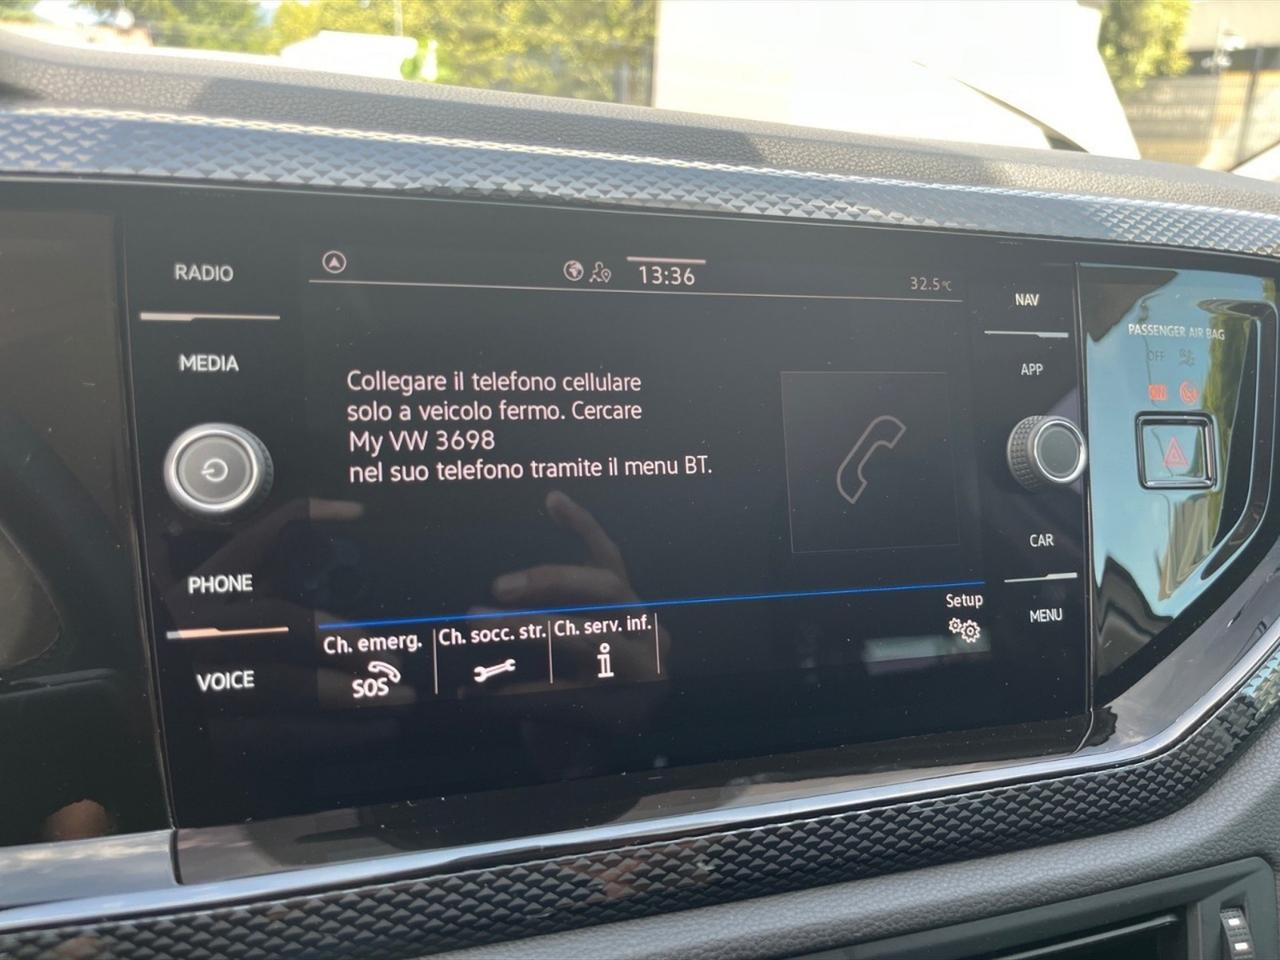 RADIO
MEDIA
PHONE
VOICE
13:36
32.5°C
Collegare il telefono cellulare
solo a veicolo fermo. Cercare
My VW 3698
nel suo telefono tramite il menu BT.
Ch. emerg.
SOS
Ch. socc. str.
Ch. serv. inf.
Setup
NAV
APP
CAR
MENU
PASSENGER AIR BAG
OFF
ON